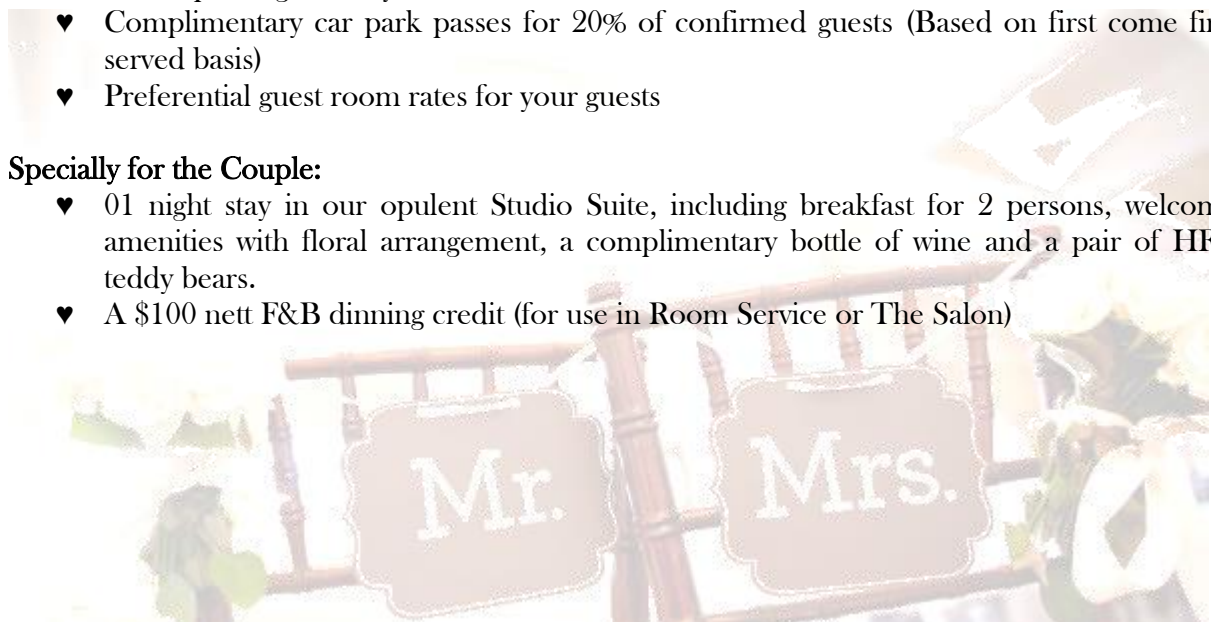 ♥ Complimentary car park passes for 20% of confirmed guests (Based on first come fir
served basis)
♥ Preferential guest room rates for your guests
Specially for the Couple:
♥ 01 night stay in our opulent Studio Suite, including breakfast for 2 persons, welcom
amenities with floral arrangement, a complimentary bottle of wine and a pair of HF
teddy bears.
♥ A $100 nett F&B dinning credit (for use in Room Service or The Salon)
Mr.
Mrs.